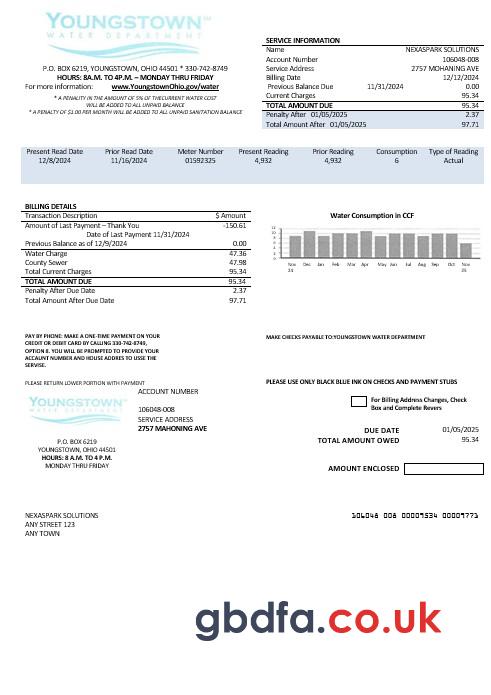 YOUNGSTOWN
WATER DEPARTMENT
P.O. BOX 6219, YOUNGSTOWN, OHIO 44501 * 330-742-8749
HOURS: 8A.M. TO 4P.M. – MONDAY THRU FRIDAY
For more information: www.YoungstownOhio.gov/water
* A PENALITY IN THE AMOUNT OF 5% OF THECURRENT WATER COST
WILL BE ADDED TO ALL UNPAID BALANCE
* A PENALTY OF $1.00 PER MONTH WILL BE ADDED TO ALL UNPAID SANITATION BALANCE
SERVICE INFORMATION
Name NEXASPARK SOLUTIONS
Account Number 106048-008
Service Address 2757 MOHANING AVE
Billing Date 12/12/2024
Previous Balance Due 11/31/2024 0.00
Current Charges 95.34
TOTAL AMOUNT DUE 95.34
Penalty After 01/05/2025 2.37
Total Amount After 01/05/2025 97.71
Present Read Date Prior Read Date Meter Number Present Reading Prior Reading Consumption Type of Reading
12/8/2024 11/16/2024 01592325 4,932 4,932 6 Actual
BILLING DETAILS
Transaction Description $ Amount
Amount of Last Payment – Thank You -150.61
Date of Last Payment 11/31/2024
Previous Balance as of 12/9/2024 0.00
Water Charge 47.36
County Sewer 47.98
Total Current Charges 95.34
TOTAL AMOUNT DUE 95.34
Penalty After Due Date 2.37
Total Amount After Due Date 97.71
Water Consumption in CCF
12
10
8
6
4
2
0
Nov Dec Jan Feb Mar Apr May Jun Jul Aug Sep Oct Nov
24 25
PAY BY PHONE: MAKE A ONE-TIME PAYMENT ON YOUR
CREDIT OR DEBIT CARD BY CALLING 330-742-8749,
OPTION 8. YOU WILL BE PROMPTED TO PROVIDE YOUR
ACCAUNT NUMBER AND HOUSE ADDRES TO USSE THE
SERVISE.
MAKE CHECKS PAYABLE TO:YOUNGSTOWN WATER DEPARTMENT
PLEASE RETURN LOWER PORTION WITH PAYMENT
PLEASE USE ONLY BLACK BLUE INK ON CHECKS AND PAYMENT STUBS
YOUNGSTOWN
WATER DEPARTMENT
P.O. BOX 6219
YOUNGSTOWN, OHIO 44501
HOURS: 8 A.M. TO 4 P.M.
MONDAY THRU FRIDAY
ACCOUNT NUMBER
106048-008
SERVICE ADDRESS
2757 MAHONING AVE
For Billing Address Changes, Check
Box and Complete Revers
DUE DATE 01/05/2025
TOTAL AMOUNT OWED 95.34
AMOUNT ENCLOSED
NEXASPARK SOLUTIONS
ANY STREET 123
ANY TOWN
106048 008 00009534 00009771
gbdfa.co.uk